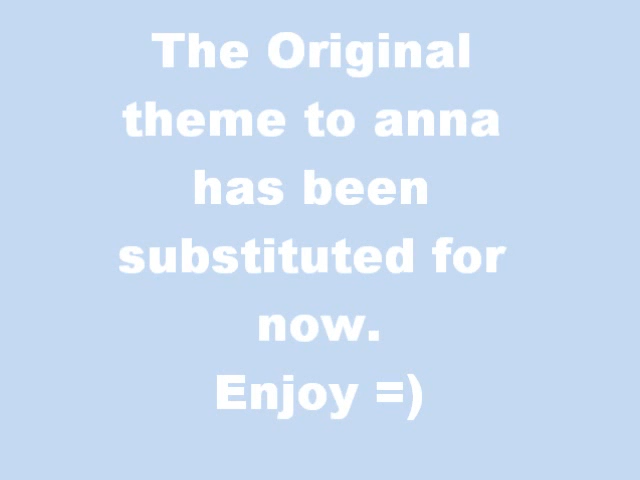 The Original
theme to anna
has been
substituted for
now.
Enjoy =)